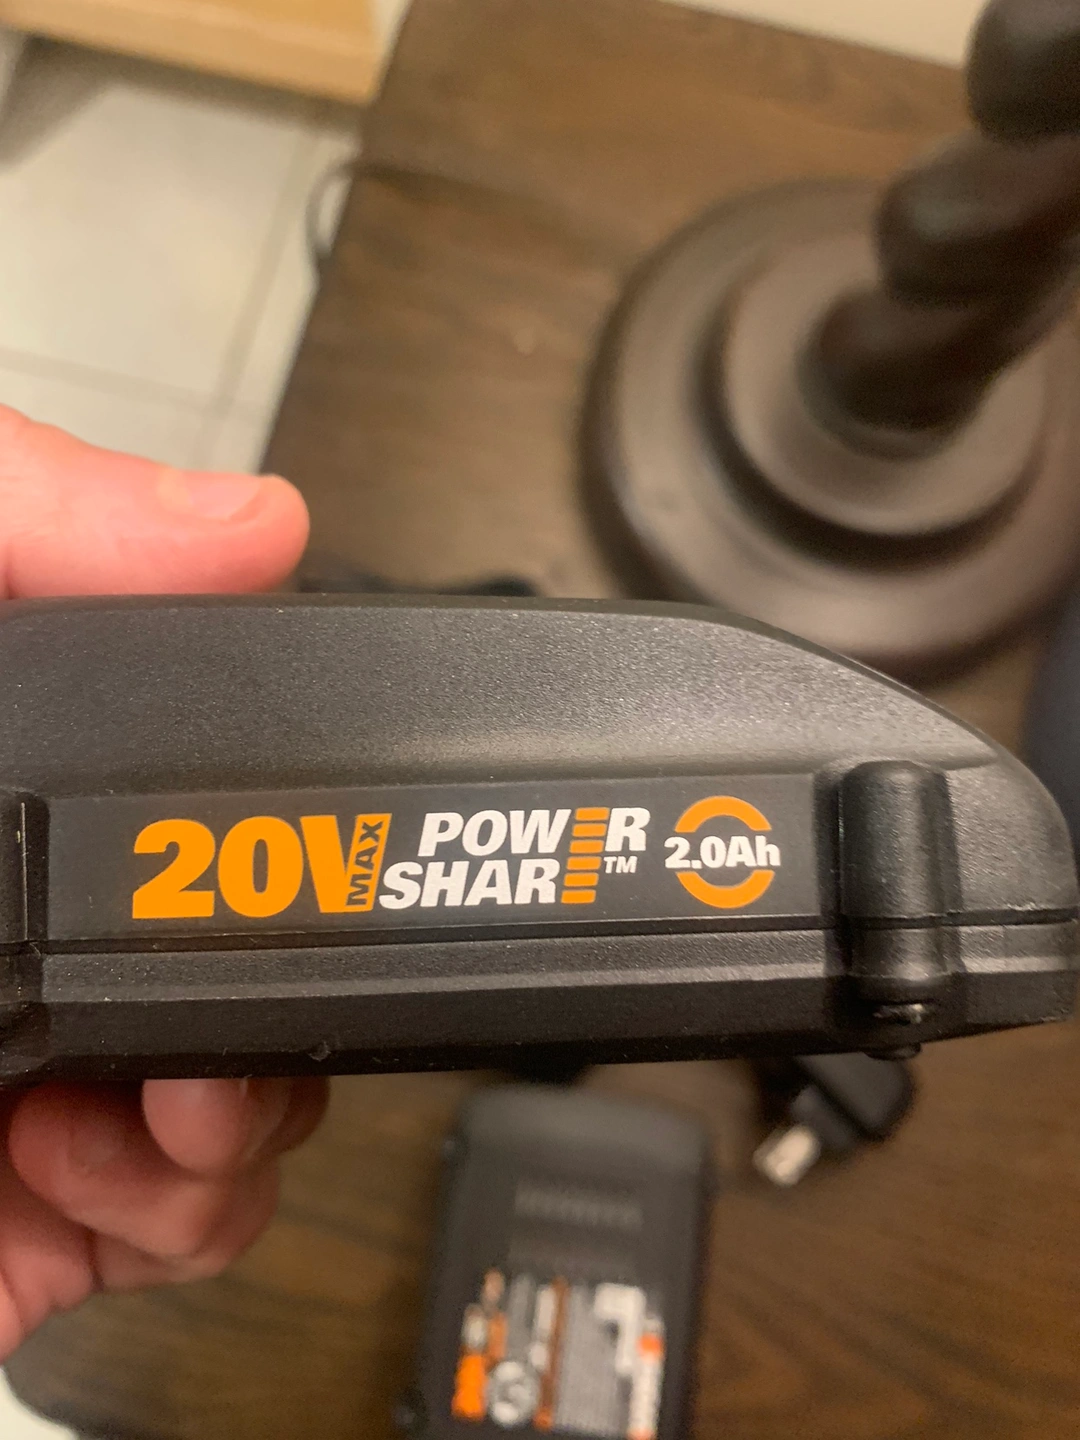 20V MAX POWER
SHARE™ 2.0Ah